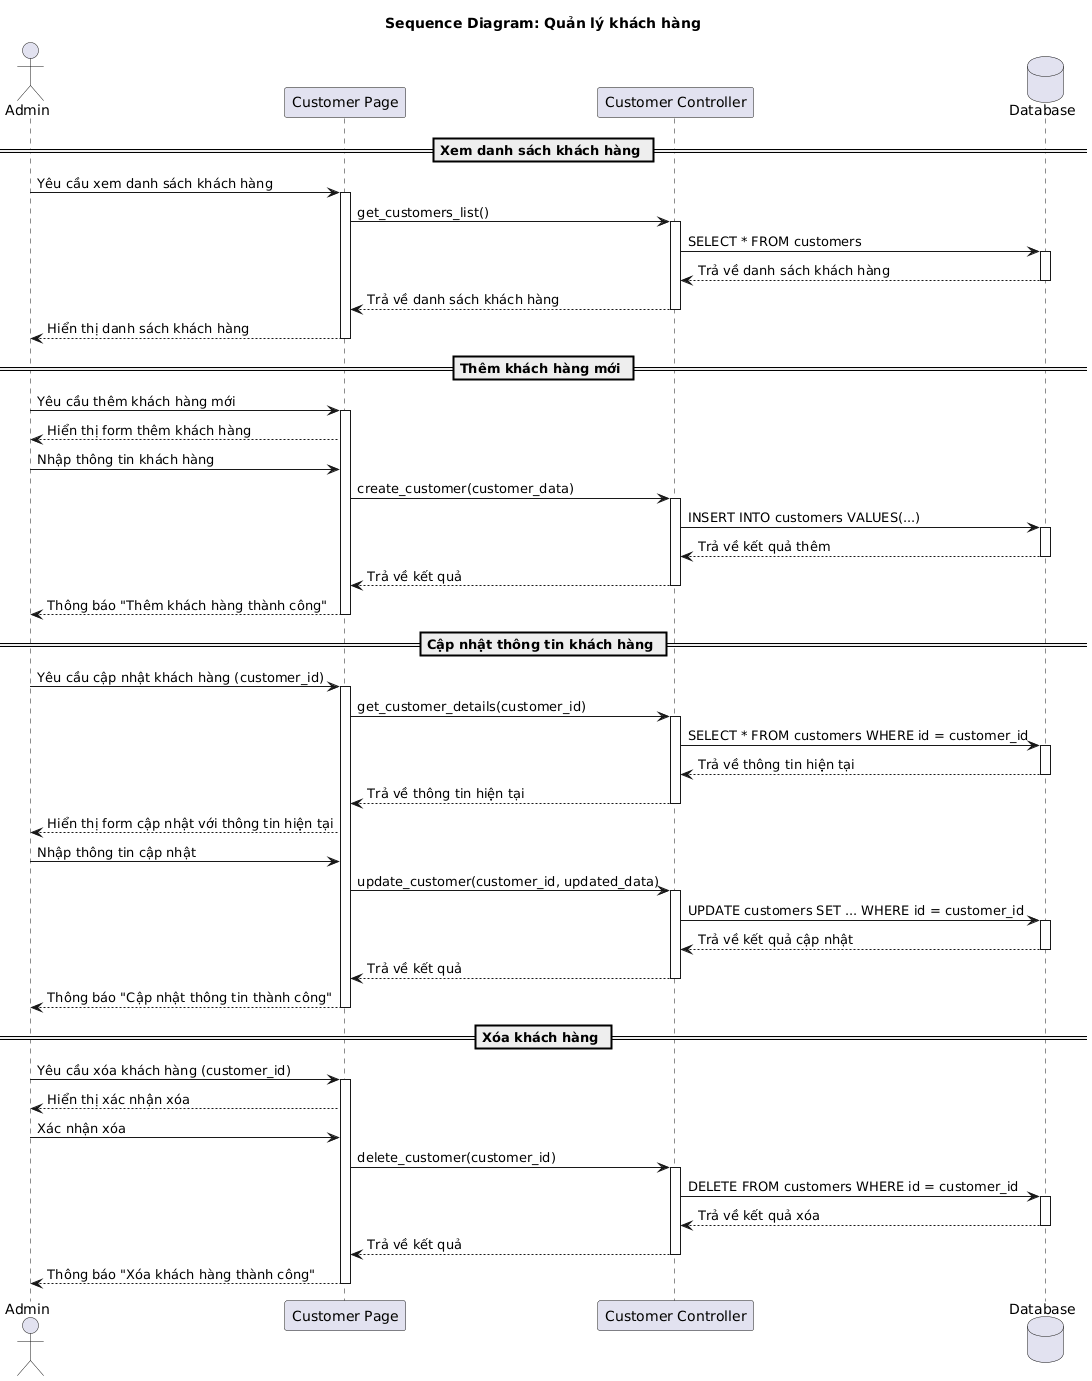 Sequence Diagram: Quản lý khách hàng
Admin
Customer Page
Customer Controller
Database
Xem danh sách khách hàng
Yêu cầu xem danh sách khách hàng
get_customers_list()
SELECT * FROM customers
Trả về danh sách khách hàng
Trả về danh sách khách hàng
Hiển thị danh sách khách hàng
Thêm khách hàng mới
Yêu cầu thêm khách hàng mới
Hiển thị form thêm khách hàng
Nhập thông tin khách hàng
create_customer(customer_data)
INSERT INTO customers VALUES(...)
Trả về kết quả thêm
Trả về kết quả
Thông báo "Thêm khách hàng thành công"
Cập nhật thông tin khách hàng
Yêu cầu cập nhật khách hàng (customer_id)
get_customer_details(customer_id)
SELECT * FROM customers WHERE id = customer_id
Trả về thông tin hiện tại
Trả về thông tin hiện tại
Hiển thị form cập nhật với thông tin hiện tại
Nhập thông tin cập nhật
update_customer(customer_id, updated_data)
UPDATE customers SET ... WHERE id = customer_id
Trả về kết quả cập nhật
Trả về kết quả
Thông báo "Cập nhật thông tin thành công"
Xóa khách hàng
Yêu cầu xóa khách hàng (customer_id)
Hiển thị xác nhận xóa
Xác nhận xóa
delete_customer(customer_id)
DELETE FROM customers WHERE id = customer_id
Trả về kết quả xóa
Trả về kết quả
Thông báo "Xóa khách hàng thành công"
Admin
Customer Page
Customer Controller
Database